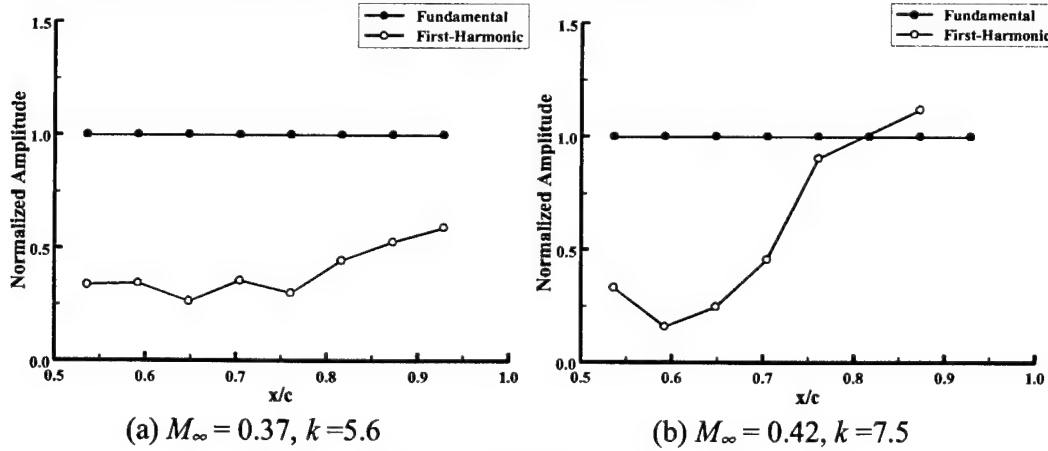 Fundamental
First-Harmonic
1.5
1.0
0.5
0.0
Normalized Amplitude
0.5 0.6 0.7 0.8 0.9 1.0
x/c
(a) M∞ = 0.37, k =5.6
Fundamental
First-Harmonic
1.5
1.0
0.5
0.0
Normalized Amplitude
0.5 0.6 0.7 0.8 0.9 1.0
x/c
(b) M∞ = 0.42, k =7.5